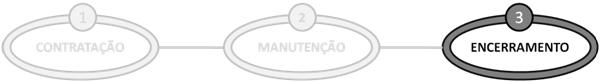 1
CONTRATAÇÃO
2
MANUTENÇÃO
3
ENCERRAMENTO